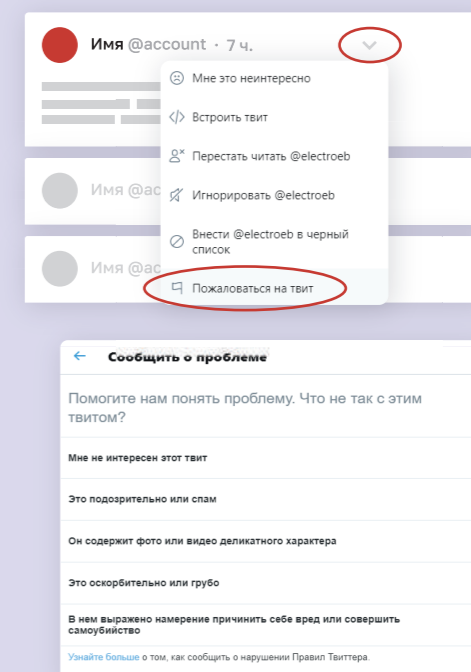 Имя @account · 7 ч.
Мне это неинтересно
Встроить твит
Перестать читать @electroeb
Имя @ac
Игнорировать @electroeb
Внести @electroeb в черный
список
Имя @ac
Пожаловаться на твит
Сообщить о проблеме
Помогите нам понять проблему. Что не так с этим
твитом?
Мне не интересен этот твит
Это подозрительно или спам
Он содержит фото или видео деликатного характера
Это оскорбительно или грубо
В нем выражено намерение причинить себе вред или совершить
самоубийство
Узнайте больше о том, как сообщить о нарушении Правил Твиттера.